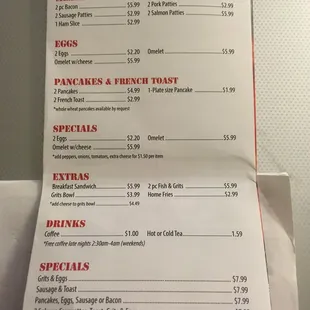 2 pc Bacon $5.99 2 Pork Patties $2.99
2 Sausage Patties $2.99 2 Salmon Patties $5.99
1 Ham Slice $2.99
EGGS
2 Eggs $2.20 Omelet $5.99
Omelet w/cheese $5.99
PANCAKES & FRENCH TOAST
2 Pancakes $4.99 1-Plate size Pancake $1.99
2 French Toast $2.99
*whole wheat pancakes available by request
SPECIALS
2 Eggs $2.20 Omelet $5.99
Omelet w/cheese $5.99
*add peppers, onions, tomatoes, extra cheese for $1.50 per item
EXTRAS
Breakfast Sandwich $5.99 2 pc Fish & Grits $5.99
Grits Bowl $3.99 Home Fries $2.99
*add cheese to grits bowl $4.49
DRINKS
Coffee $1.00 Hot or Cold Tea 1.59
*Free coffee late nights 2:30am-4am (weekends)
SPECIALS
Grits & Eggs $7.99
Sausage & Toast $7.99
Pancakes, Eggs, Sausage or Bacon $7.99
$7.99